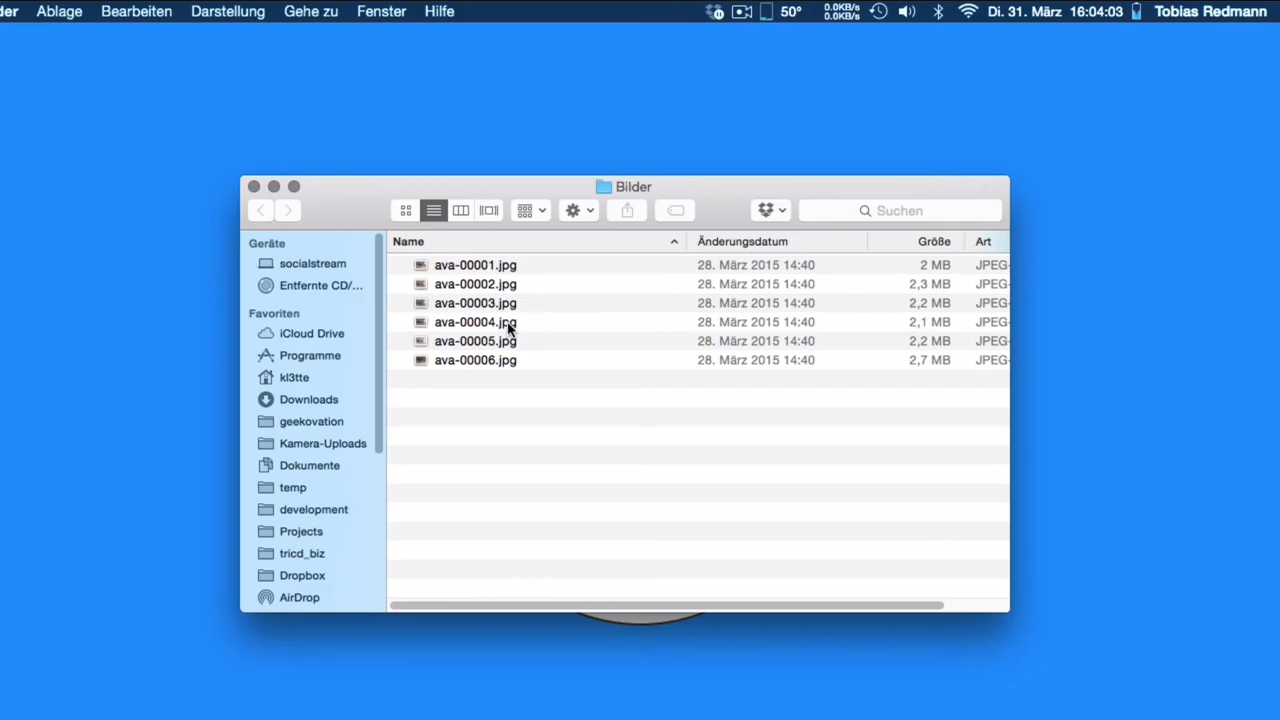 der Ablage Bearbeiten Darstellung Gehe zu Fenster Hilfe 50° 0.0KB/s 0.0KB/s Di. 31. März 16:04:03 Tobias Redmann
Bilder
Suchen
Geräte
socialstream
Entfernte CD/...
Favoriten
iCloud Drive
Programme
kl3tte
Downloads
geekovation
Kamera-Uploads
Dokumente
temp
development
Projects
tricd_biz
Dropbox
AirDrop
Name Änderungsdatum Größe Art
ava-00001.jpg 28. März 2015 14:40 2 MB JPEG-
ava-00002.jpg 28. März 2015 14:40 2,3 MB JPEG-
ava-00003.jpg 28. März 2015 14:40 2,2 MB JPEG-
ava-00004.jpg 28. März 2015 14:40 2,1 MB JPEG-
ava-00005.jpg 28. März 2015 14:40 2,2 MB JPEG-
ava-00006.jpg 28. März 2015 14:40 2,7 MB JPEG-